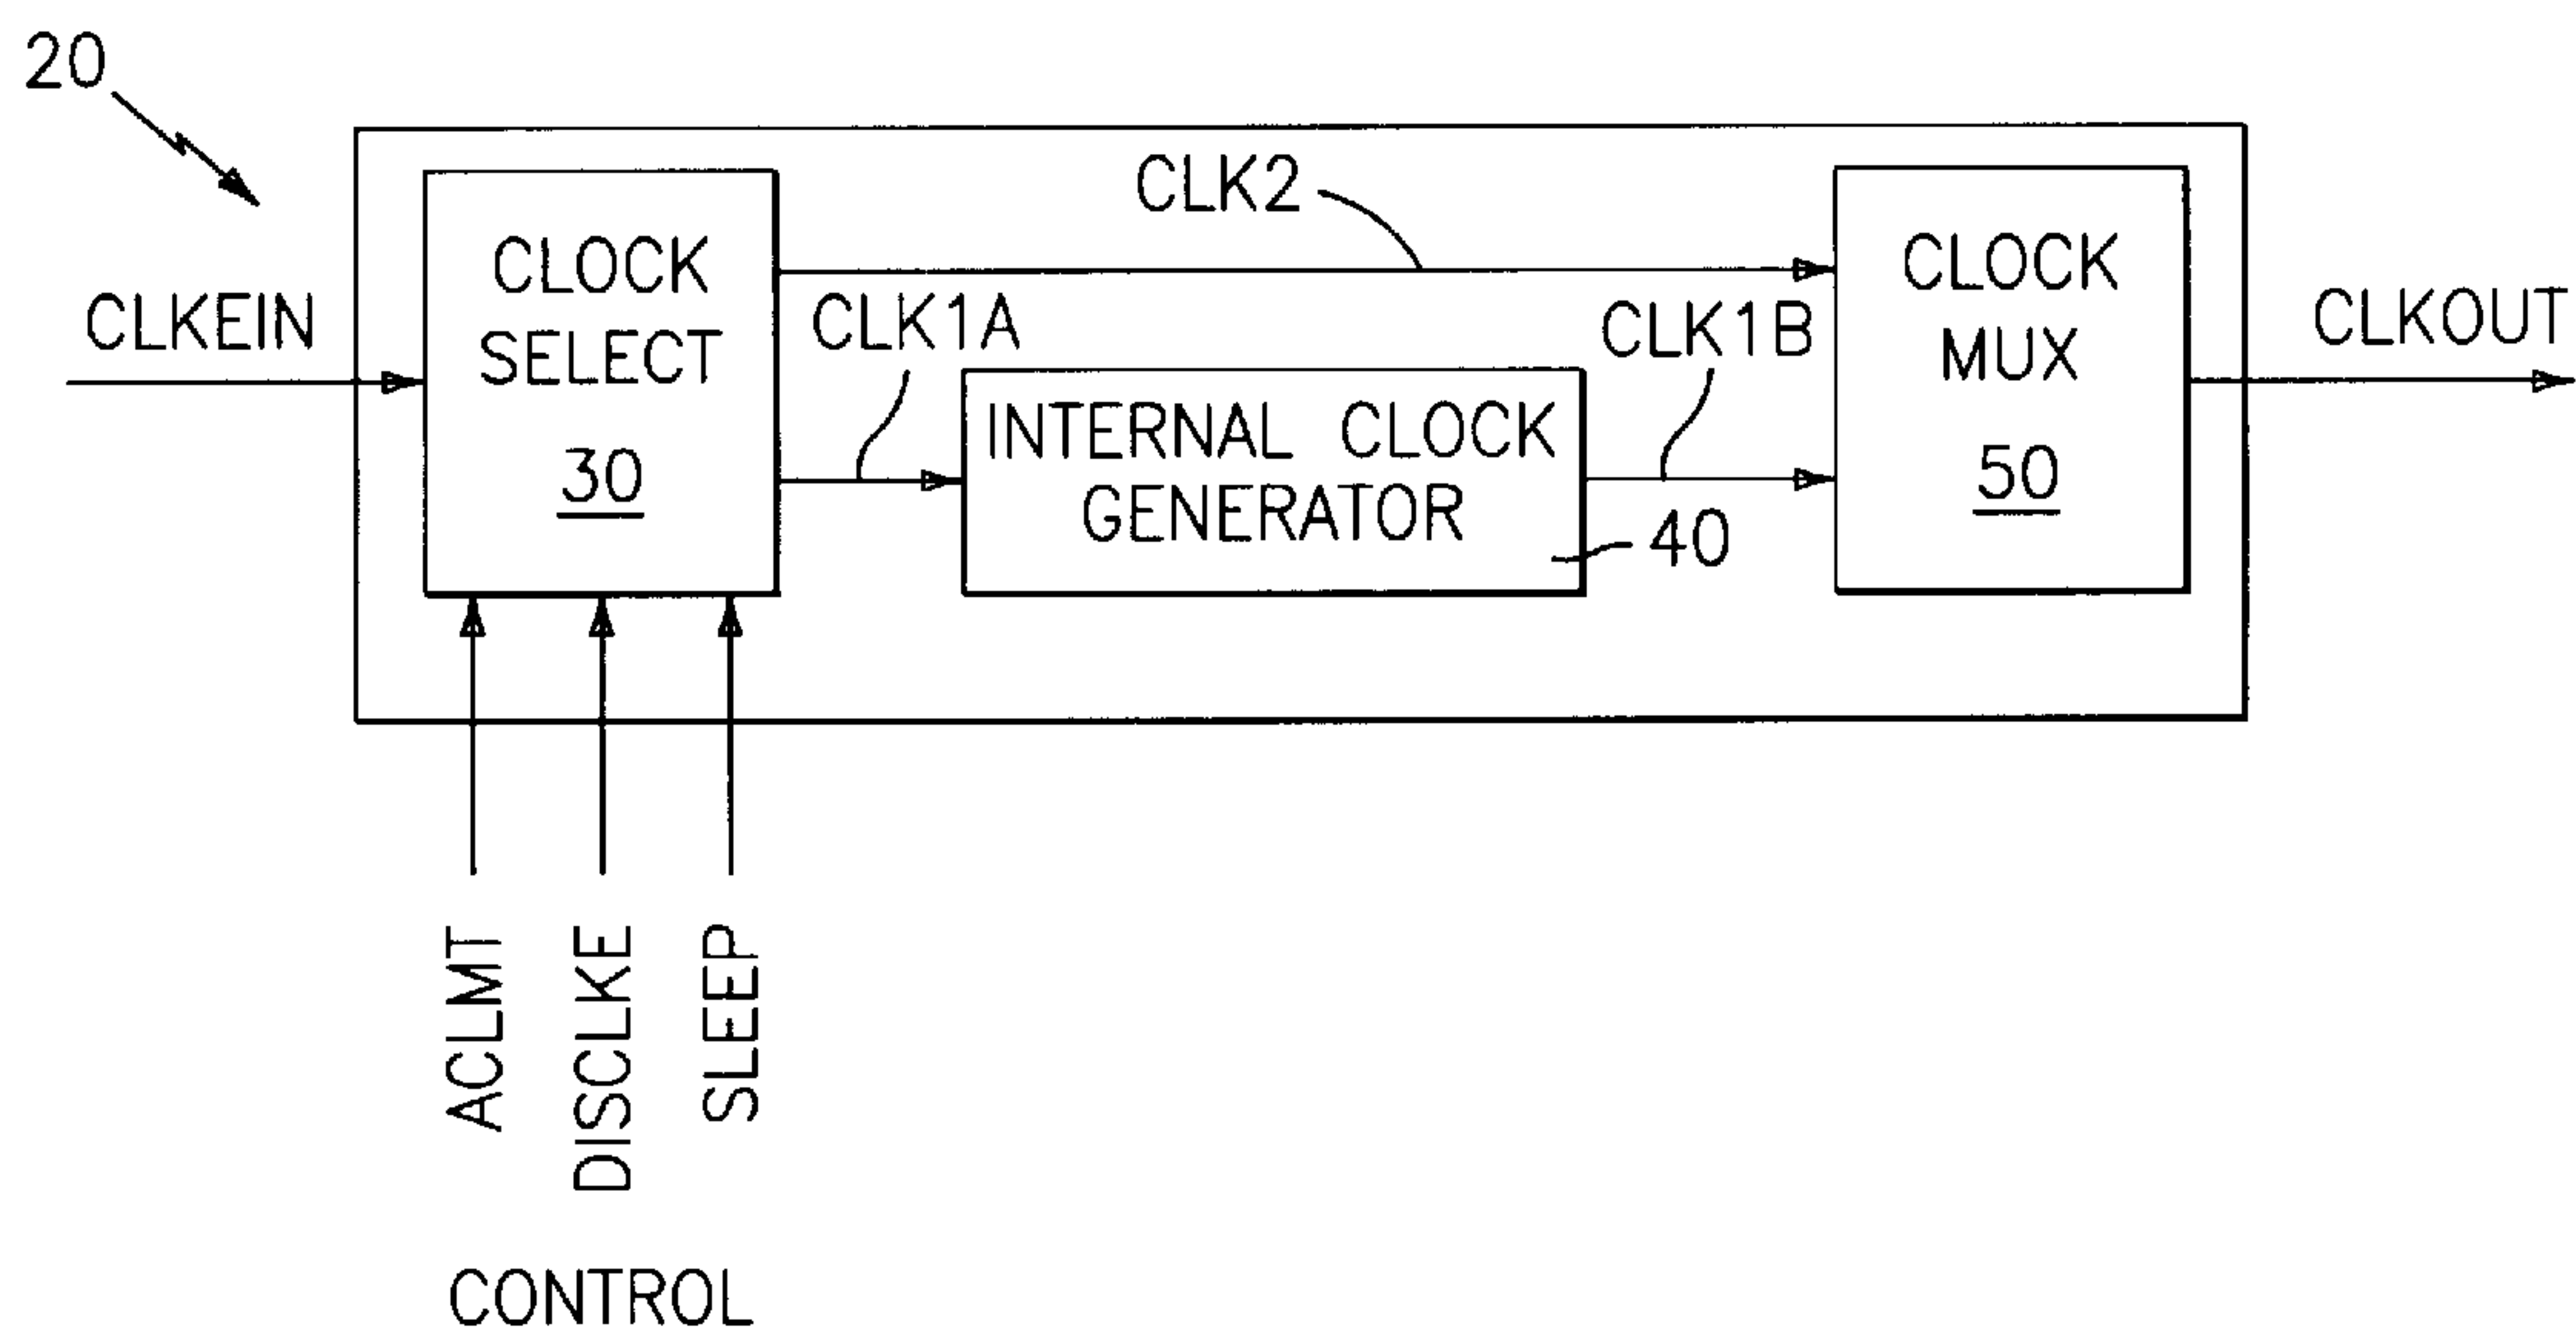 20
CLKEIN
CLOCK
SELECT
30
CLK2
CLK1A
INTERNAL CLOCK
GENERATOR
40
CLK1B
CLOCK
MUX
50
CLKOUT
ACLMT
DISCLKE
SLEEP
CONTROL